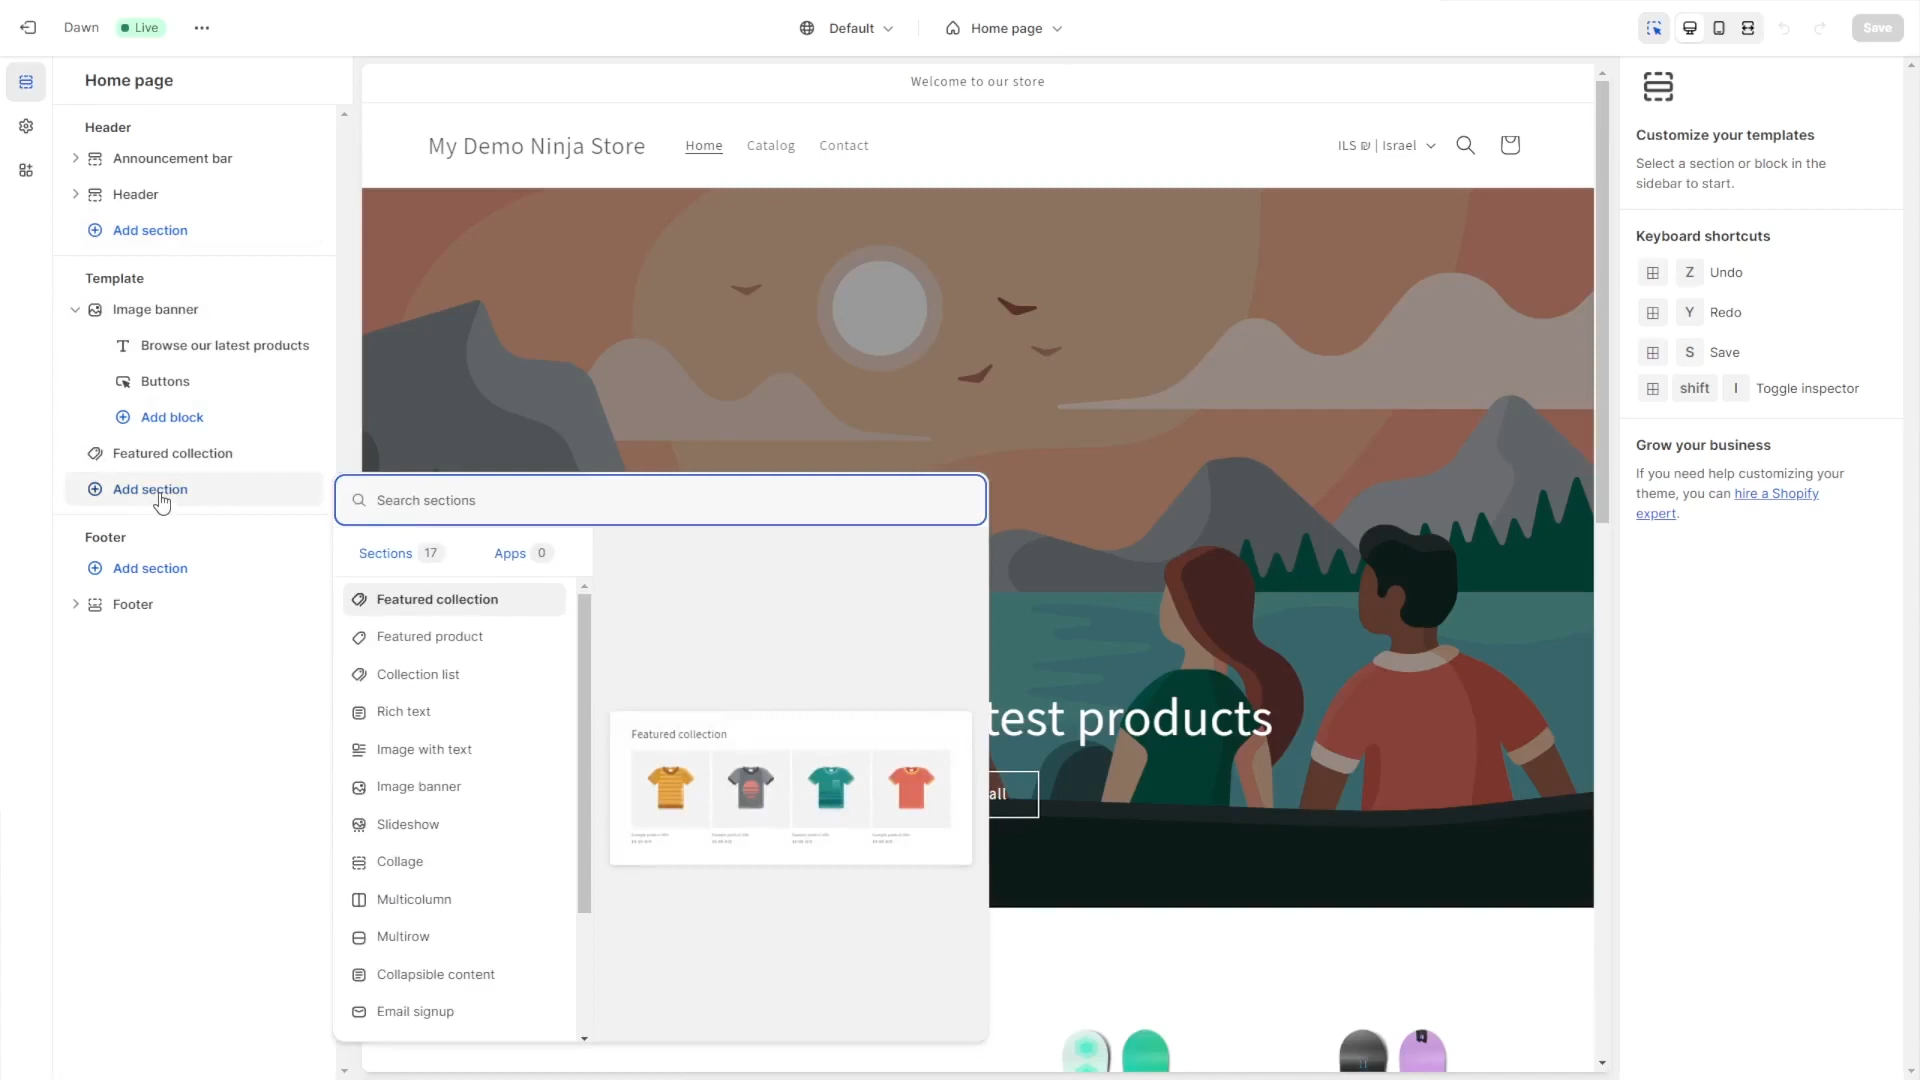 Dawn
Live
Default
Home page
Save
Home page
Header
Announcement bar
Header
Add section
Template
Image banner
Browse our latest products
Buttons
Add block
Featured collection
Add section
Footer
Add section
Footer
Welcome to our store
My Demo Ninja Store
Home
Catalog
Contact
ILS ₪ | Israel
test products
all
Search sections
Sections 17
Apps 0
Featured collection
Featured product
Collection list
Rich text
Image with text
Image banner
Slideshow
Collage
Multicolumn
Multirow
Collapsible content
Email signup
Featured collection
Customize your templates
Select a section or block in the
sidebar to start.
Keyboard shortcuts
Z Undo
Y Redo
S Save
shift I Toggle inspector
Grow your business
If you need help customizing your
theme, you can hire a Shopify
expert.